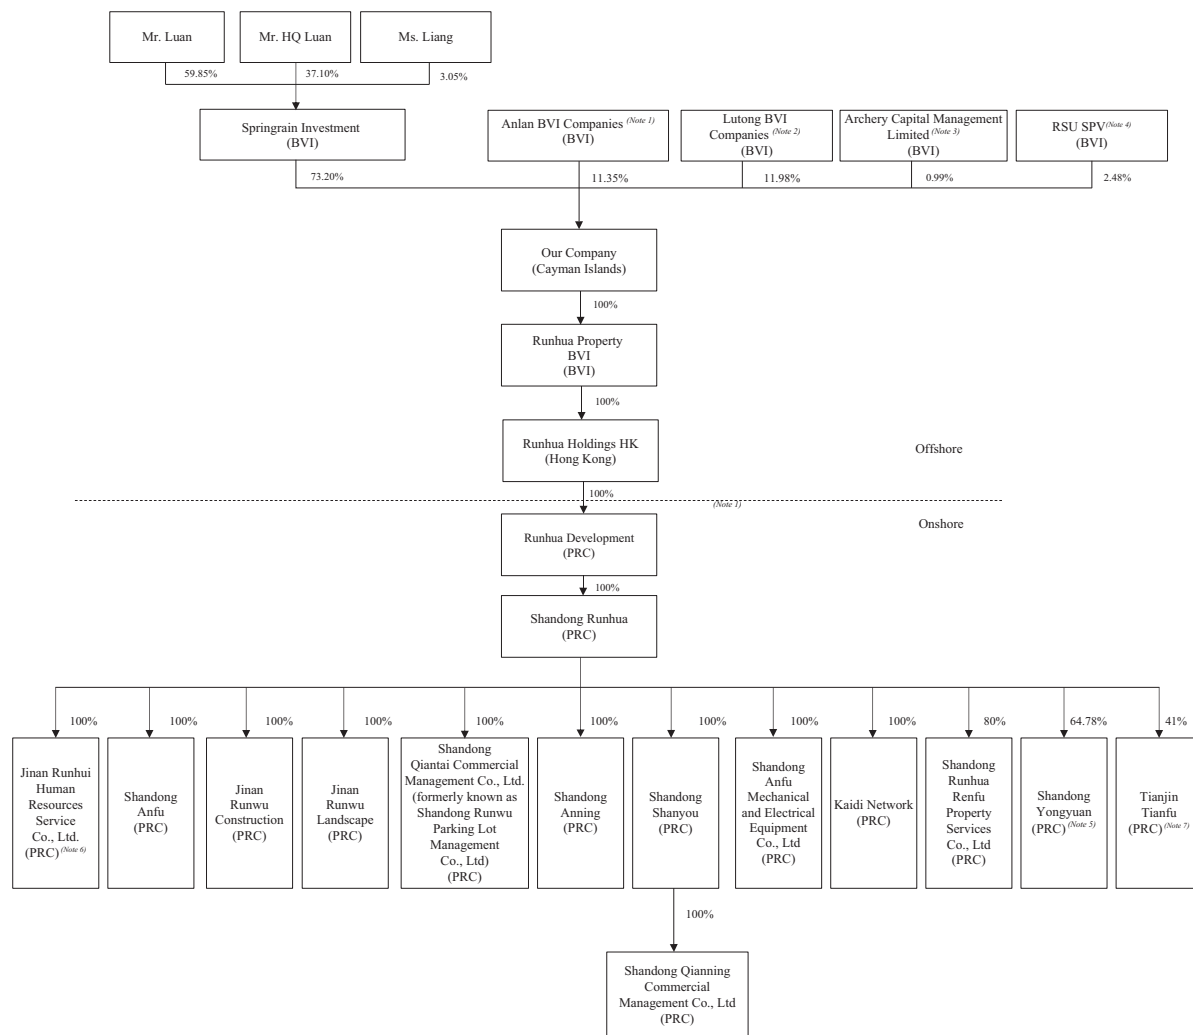 Mr. Luan
Mr. HQ Luan
Ms. Liang
59.85%
37.10%
3.05%
Springrain Investment
(BVI)
Anlan BVI Companies (Note 1)
(BVI)
Lutong BVI
Companies (Note 2)
(BVI)
Archery Capital Management
Limited (Note 3)
(BVI)
RSU SPV(Note 4)
(BVI)
73.20%
11.35%
11.98%
0.99%
2.48%
Our Company
(Cayman Islands)
100%
Runhua Property
BVI
(BVI)
100%
Runhua Holdings HK
(Hong Kong)
Offshore
100%
(Note 1)
Onshore
Runhua Development
(PRC)
100%
Shandong Runhua
(PRC)
100%
100%
100%
100%
100%
100%
100%
100%
100%
80%
64.78%
41%
Jinan Runhui
Human
Resources
Service
Co., Ltd.
(PRC) (Note 6)
Shandong
Anfu
(PRC)
Jinan
Runwu
Construction
(PRC)
Jinan
Runwu
Landscape
(PRC)
Shandong
Qiantai Commercial
Management Co., Ltd.
(formerly known as
Shandong Runwu
Parking Lot
Management
Co., Ltd)
(PRC)
Shandong
Anning
(PRC)
Shandong
Shanyou
(PRC)
Shandong
Anfu
Mechanical
and Electrical
Equipment
Co., Ltd
(PRC)
Kaidi Network
(PRC)
Shandong
Runhua
Renfu
Property
Services
Co., Ltd
(PRC)
Shandong
Yongyuan
(PRC) (Note 5)
Tianjin
Tianfu
(PRC) (Note 7)
100%
Shandong Qianning
Commercial
Management Co., Ltd
(PRC)